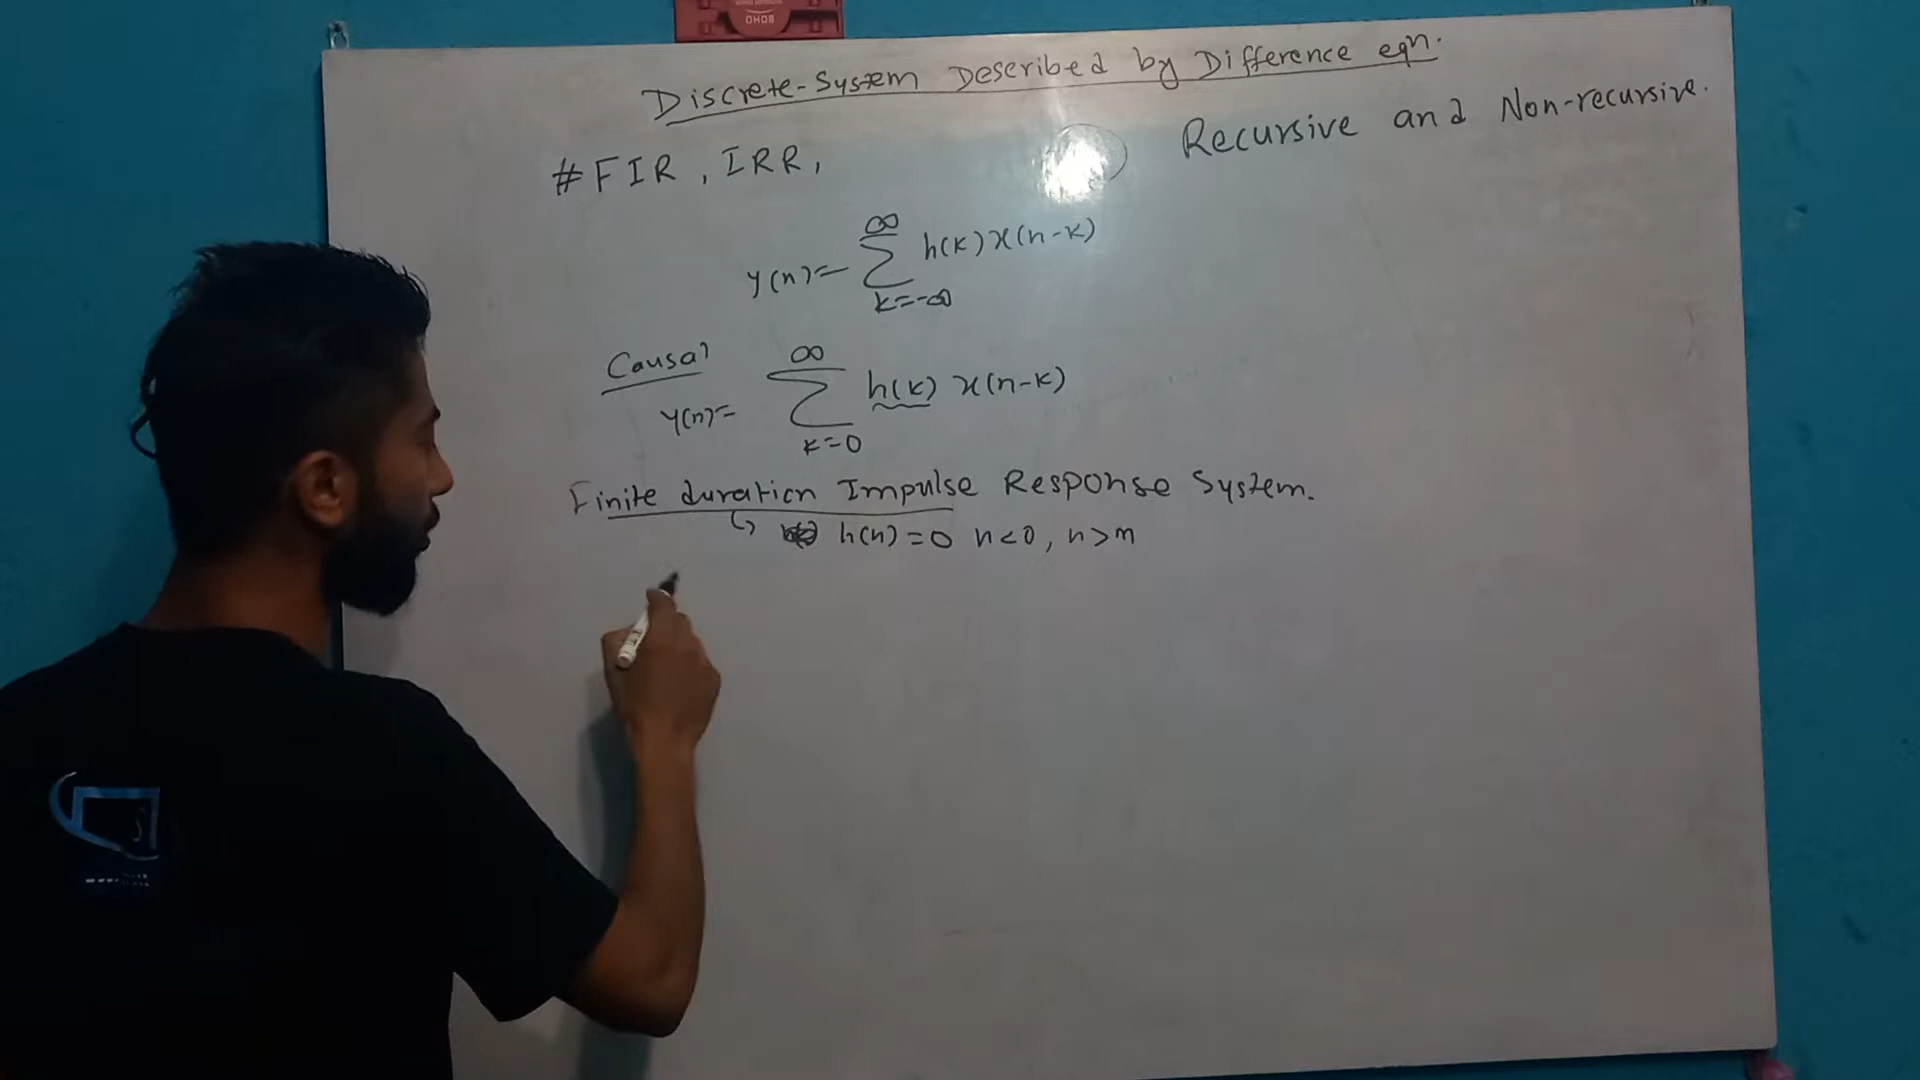 Discrete-System Described by Difference eqn.
#FIR, IRR,
Recursive and Non-recursive.
y(n)= ∞ Σ k=-∞ h(k)x(n-k)
Causal
y(n)= ∞ Σ k=0 h(k) x(n-k)
Finite duration Impulse Response System.
↳ h(n)=0 n<0, n>m